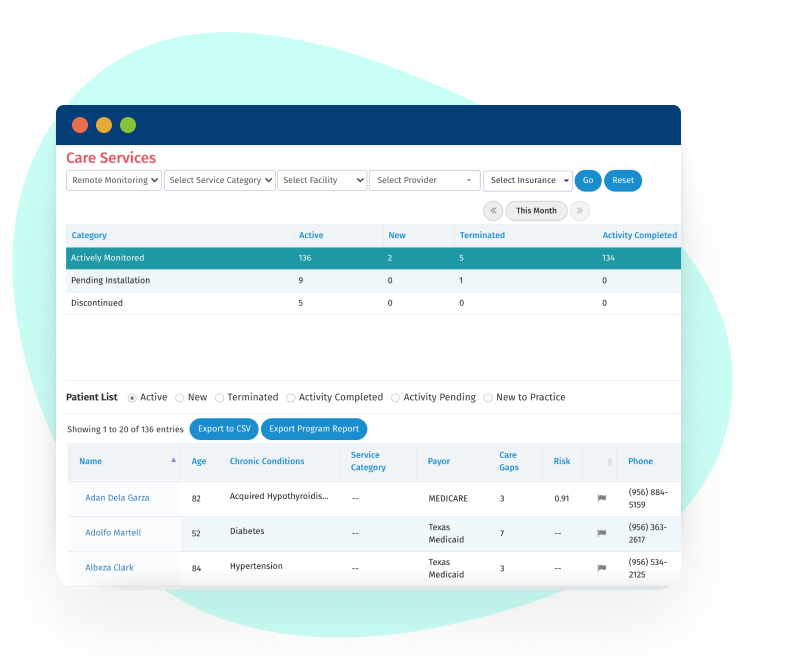 Care Services
Remote Monitoring Select Service Category Select Facility Select Provider Select Insurance Go Reset
« This Month »
Category Active New Terminated Activity Completed
Actively Monitored 136 2 5 134
Pending Installation 9 0 1 0
Discontinued 5 0 0 0
Patient List Active New Terminated Activity Completed Activity Pending New to Practice
Showing 1 to 20 of 136 entries Export to CSV Export Program Report
Name Age Chronic Conditions Service Category Payor Care Gaps Risk Phone
Adan Dela Garza 82 Acquired Hypothyroidis... -- MEDICARE 3 0.91 (956) 884-5159
Adolfo Martell 52 Diabetes -- Texas Medicaid 7 -- (956) 363-2617
Albeza Clark 84 Hypertension -- Texas Medicaid 3 -- (956) 534-2125